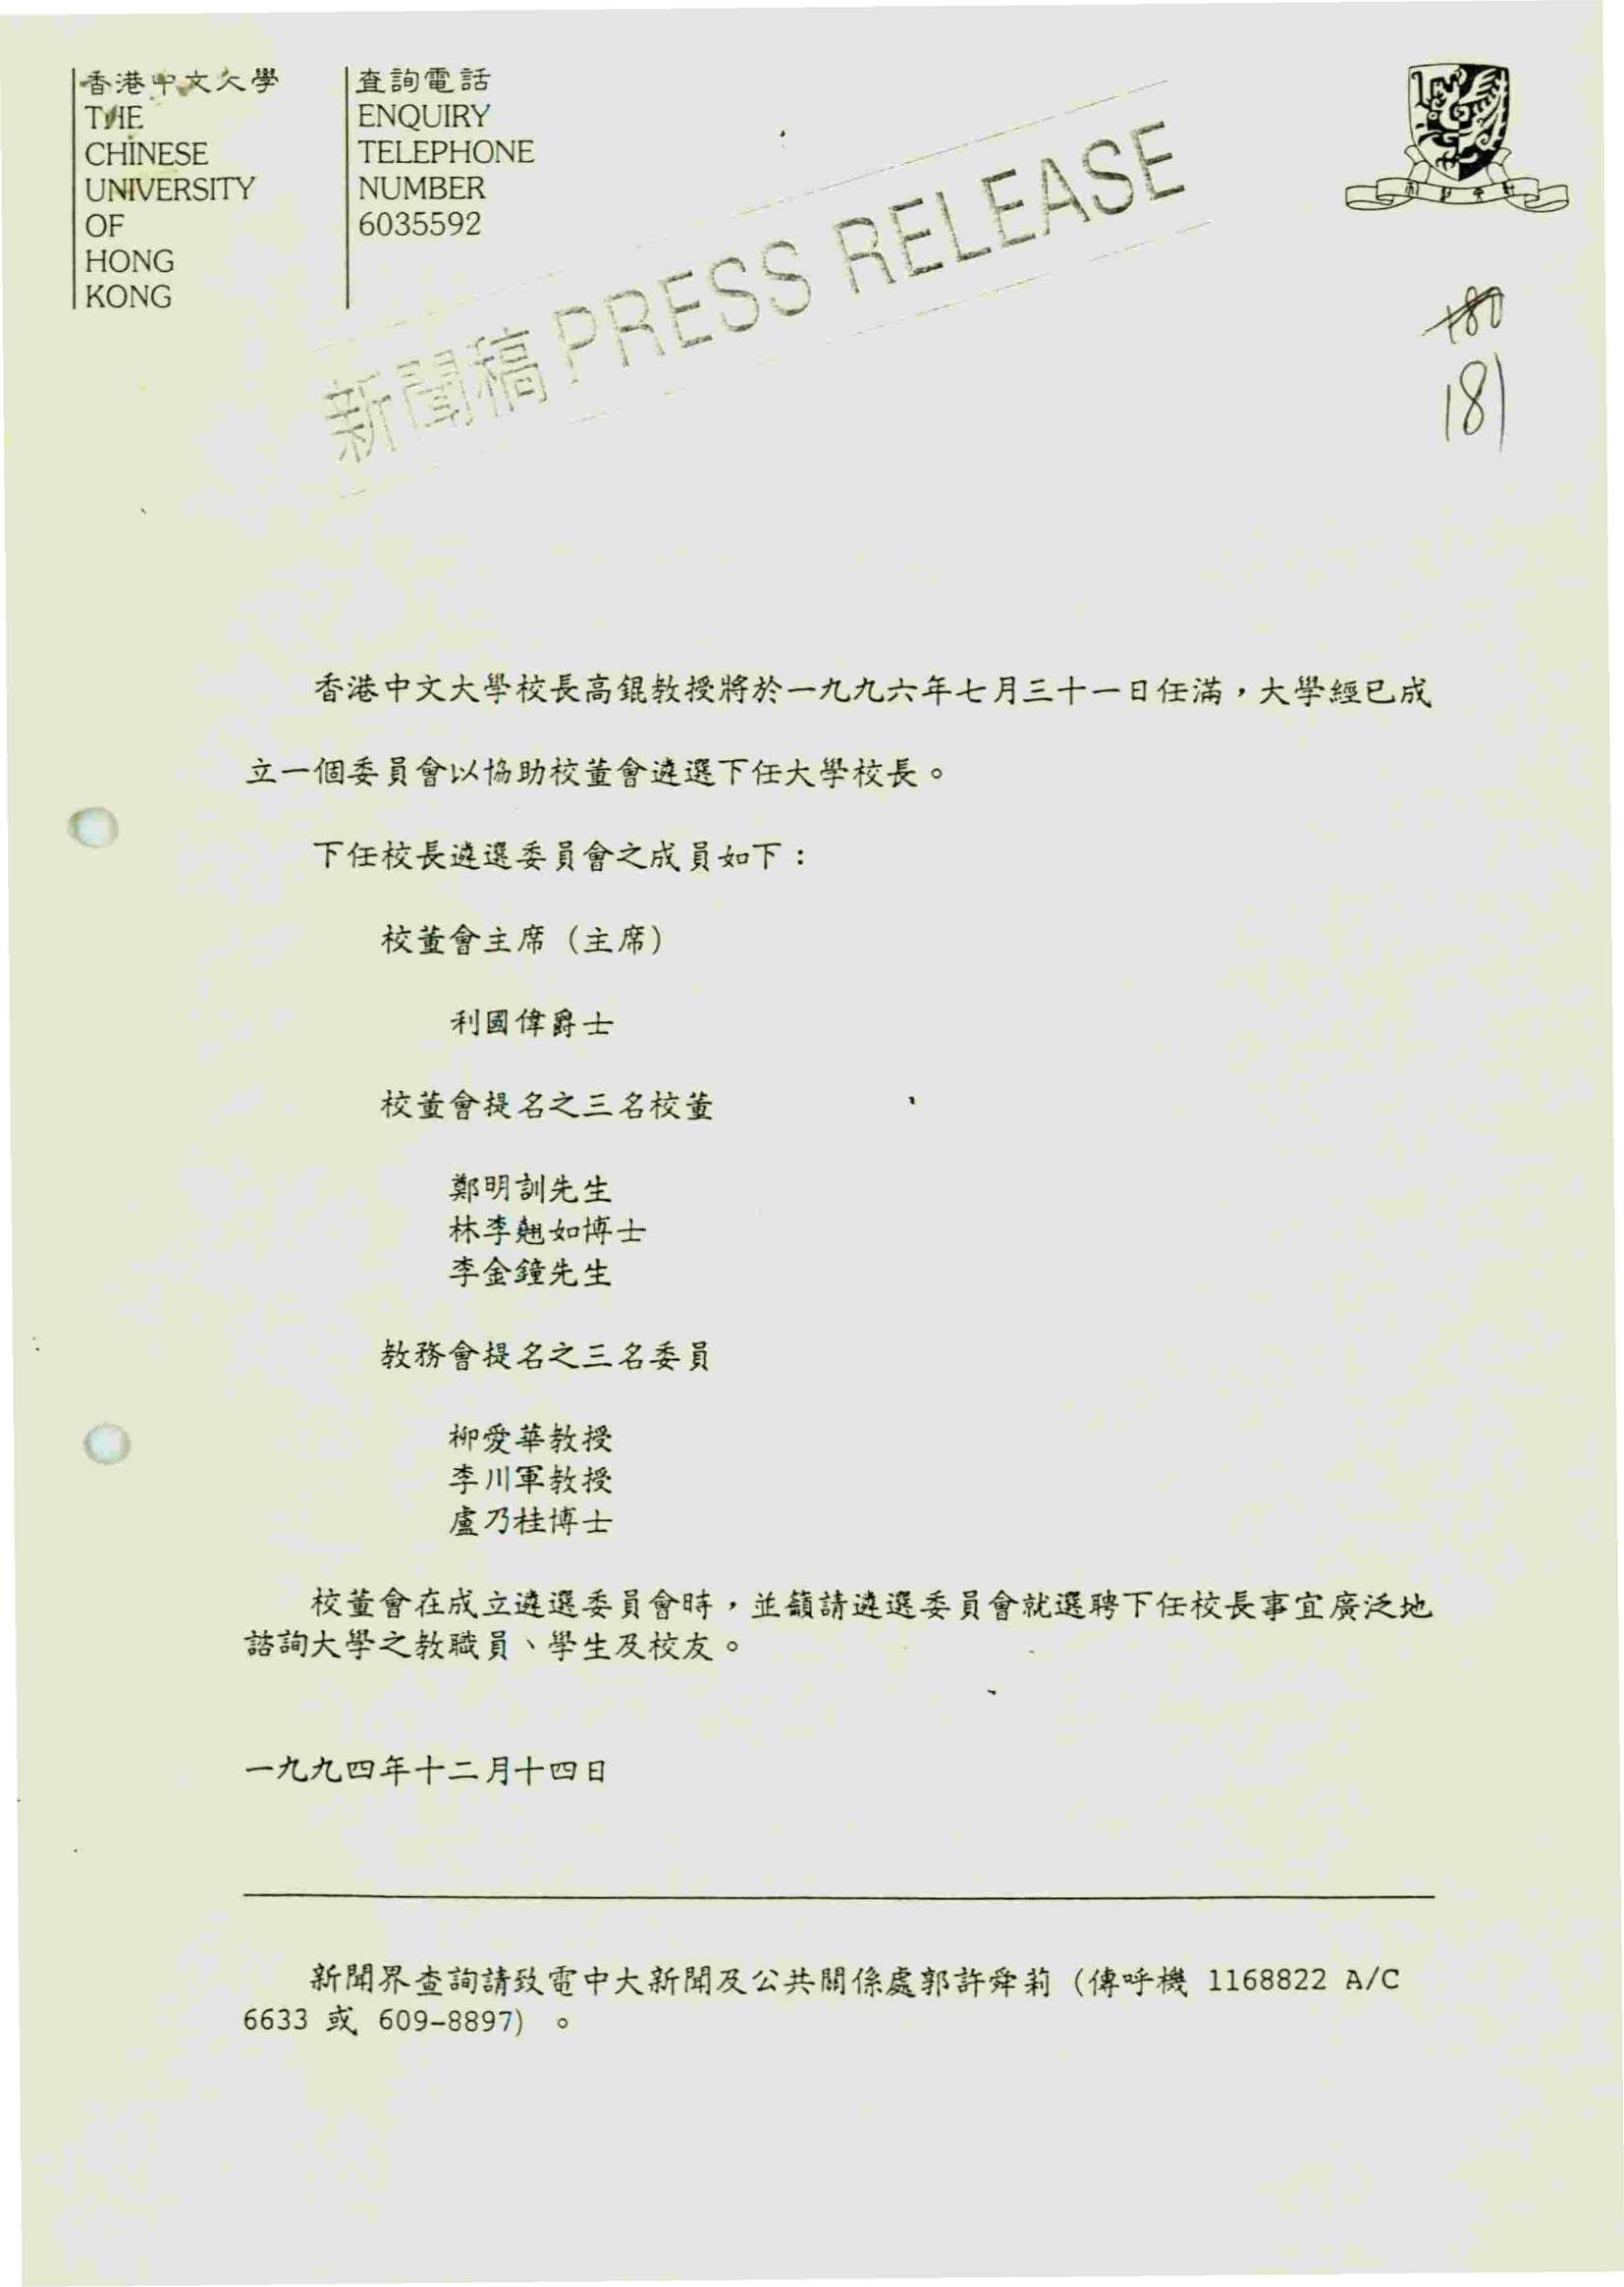 香港中文大學
THE
CHINESE
UNIVERSITY
OF
HONG
KONG
查詢電話
ENQUIRY
TELEPHONE
NUMBER
6035592
新聞稿 PRESS RELEASE
180
181
香港中文大學校長高錕教授將於一九九六年七月三十一日任滿，大學經已成
立一個委員會以協助校董會遴選下任大學校長。
下任校長遴選委員會之成員如下：
校董會主席（主席）
利國偉爵士
校董會提名之三名校董
鄭明訓先生
林李翹如博士
李金鐘先生
教務會提名之三名委員
柳愛華教授
李川軍教授
盧乃桂博士
校董會在成立遴選委員會時，並籲請遴選委員會就選聘下任校長事宜廣泛地
諮詢大學之教職員、學生及校友。
一九九四年十二月十四日
新聞界查詢請致電中大新聞及公共關係處郭許舜莉（傳呼機 1168822 A/C
6633 或 609-8897）。